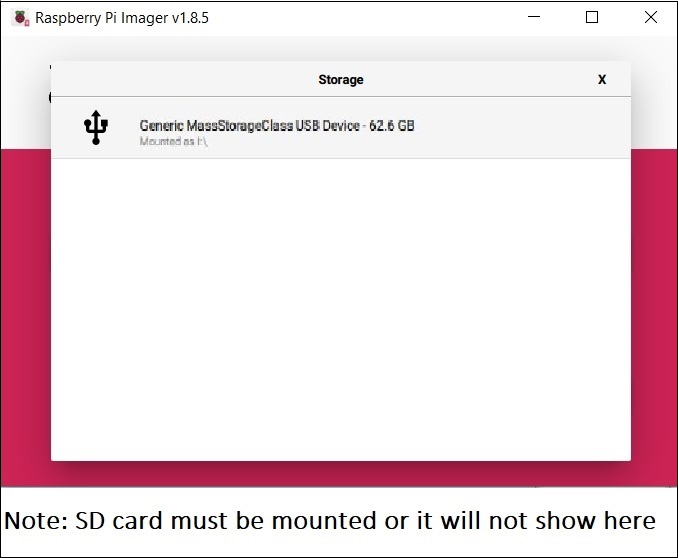 Raspberry Pi Imager v1.8.5
Storage
X
Generic MassStorageClass USB Device - 62.6 GB
Mounted as I:\
Note: SD card must be mounted or it will not show here